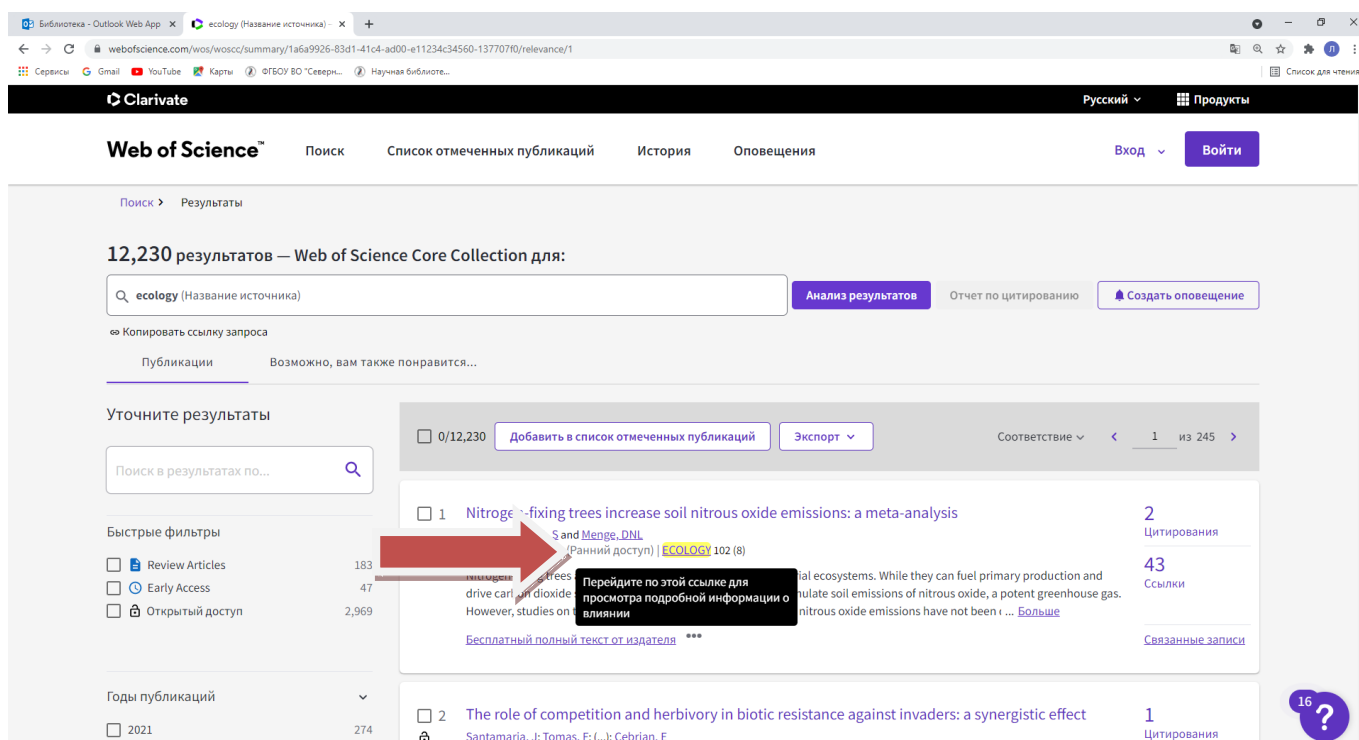 Библиотека - Outlook Web App
ecology (Название источника) -
webofscience.com/wos/woscc/summary/1a6a9926-83d1-41c4-ad00-e11234c34560-137707f0/relevance/1
Л
Сервисы Gmail YouTube Карты ФГБОУ ВО "Северн... Научная библиоте... Список для чтения
Clarivate Русский Продукты
Web of Science™ Поиск Список отмеченных публикаций История Оповещения Вход Войти
Поиск > Результаты
12,230 результатов — Web of Science Core Collection для:
ecology (Название источника) Анализ результатов Отчет по цитированию Создать оповещение
Копировать ссылку запроса
Публикации Возможно, вам также понравится...
Уточните результаты
0/12,230 Добавить в список отмеченных публикаций Экспорт Соответствие < 1 из 245 >
Поиск в результатах по...
Быстрые фильтры
Review Articles 183
Early Access 47
Открытый доступ 2,969
Годы публикаций
2021 274
1 Nitrogen-fixing trees increase soil nitrous oxide emissions: a meta-analysis
S and Menge, DNL
(Ранний доступ) | ECOLOGY 102 (8)
Перейдите по этой ссылке для
просмотра подробной информации о
влиянии
Nitrogen trees ial ecosystems. While they can fuel primary production and
drive carbon dioxide nulate soil emissions of nitrous oxide, a potent greenhouse gas.
However, studies on nitrous oxide emissions have not been ... Больше
Бесплатный полный текст от издателя •••
2
Цитирования
43
Ссылки
Связанные записи
2 The role of competition and herbivory in biotic resistance against invaders: a synergistic effect
Santamaria, J; Tomas, F; (...); Cebrian, E
1
Цитирования
16
?